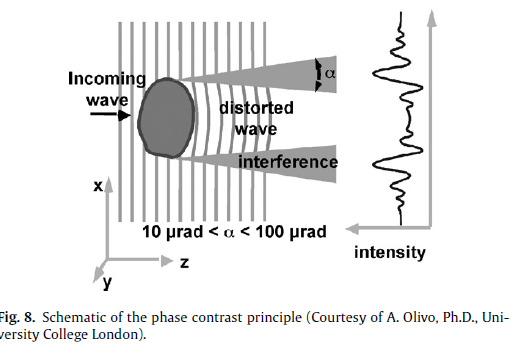 Incoming
wave
α
distorted
wave
interference
x
10 μrad < α < 100 μrad
z
y
intensity
Fig. 8. Schematic of the phase contrast principle (Courtesy of A. Olivo, Ph.D., Uni-
versity College London).